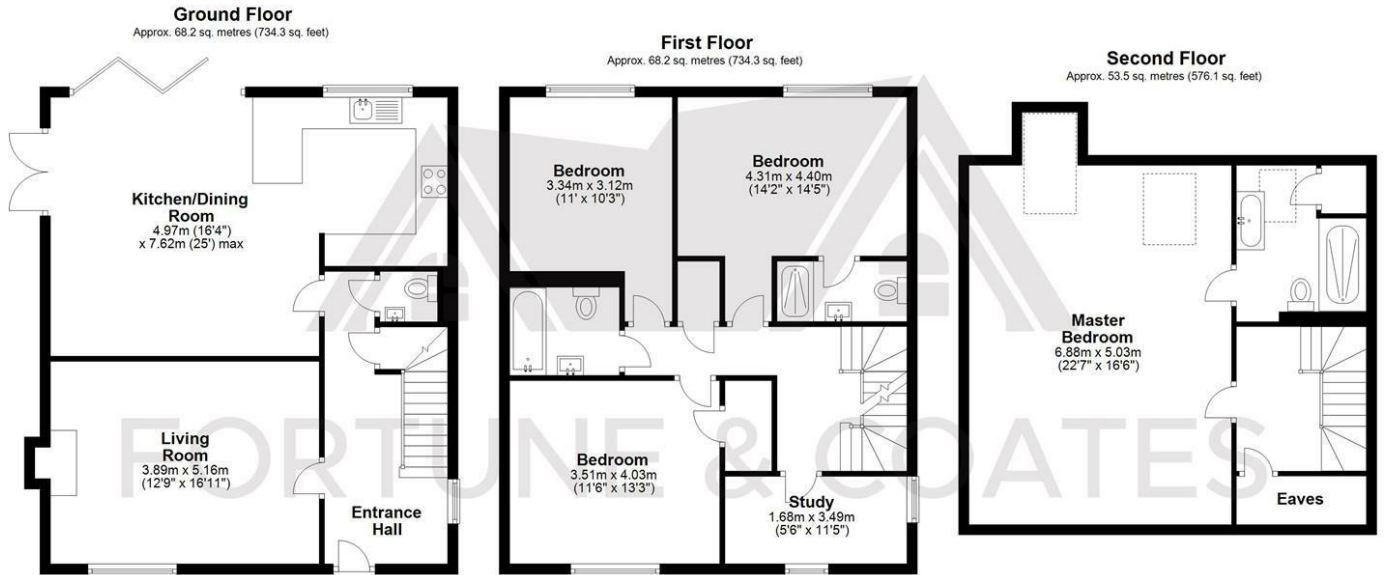 Ground Floor
Approx. 68.2 sq. metres (734.3 sq. feet)
Kitchen/Dining
Room
4.97m (16'4")
x 7.62m (25') max
Living
Room
3.89m x 5.16m
(12'9" x 16'11")
Entrance
Hall
First Floor
Approx. 68.2 sq. metres (734.3 sq. feet)
Bedroom
3.34m x 3.12m
(11' x 10'3")
Bedroom
4.31m x 4.40m
(14'2" x 14'5")
Bedroom
3.51m x 4.03m
(11'6" x 13'3")
Study
1.68m x 3.49m
(5'6" x 11'5")
Second Floor
Approx. 53.5 sq. metres (576.1 sq. feet)
Master
Bedroom
6.88m x 5.03m
(22'7" x 16'6")
Eaves
FORTUNE & COATES